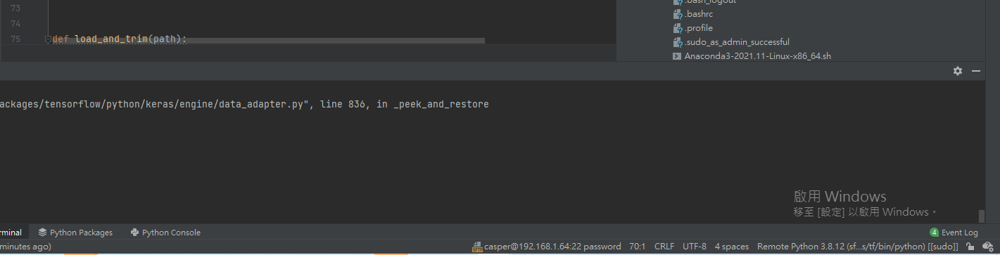 73
.bash_logout
.bashrc
74
.profile
75 def load_and_trim(path):
.sudo_as_admin_successful
Anaconda3-2021.11-Linux-x86_64.sh
ackages/tensorflow/python/keras/engine/data_adapter.py", line 836, in _peek_and_restore
啟用 Windows
移至 [設定] 以啟用 Windows。
rminal Python Packages Python Console 4 Event Log
minutes ago) SFTP casper@192.168.1.64:22 password 70:1 CRLF UTF-8 4 spaces Remote Python 3.8.12 (sf...s/tf/bin/python) [[sudo]]